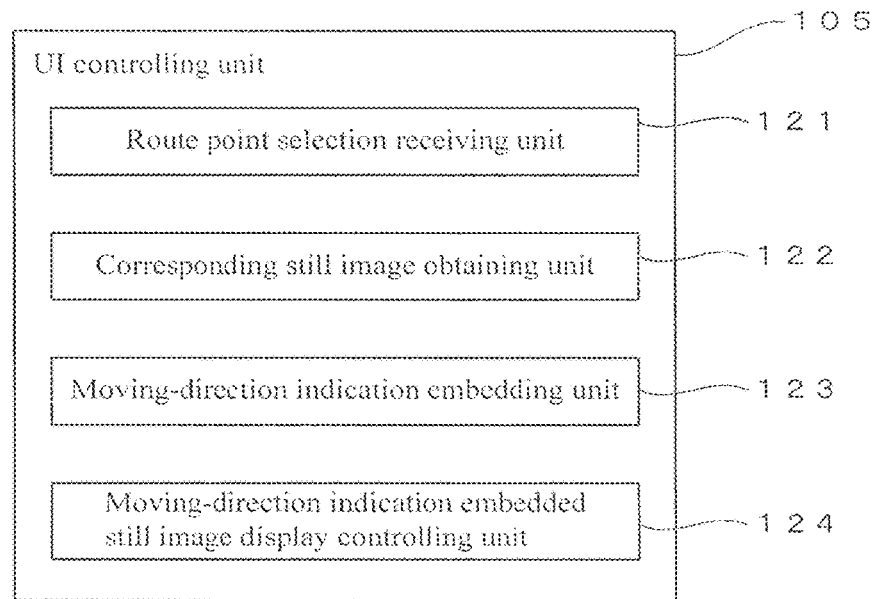 105
UI controlling unit
Route point selection receiving unit
121
Corresponding still image obtaining unit
122
Moving-direction indication embedding unit
123
Moving-direction indication embedded
still image display controlling unit
124